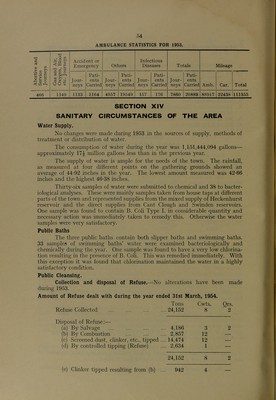 34
AMBULANCE STATISTICS FOR 1953.
Accident or Emergency Others Infectious Diseases Totals Mileage
Jour- neys Patients Carried Jour- neys Patients Carried Jour- neys Patients Carried Jour- neys Patients Carried Amb. Car. Total
SECTION XIV
SANITARY CIRCUMSTANCES OF THE AREA
Water Supply.
No changes were made during 1953 in the sources of supply, methods of
treatment or distribution of water.
The consumption of water during the year was 1,151,444,094 gallons—
approximately 17½ million gallons less than in the previous year.
The supply of water is ample for the needs of the town. The rainfall,
as measured at four different points on the gathering grounds showed an
average of 44·02 inches in the year. The lowest amount measured was 42·66
inches and the highest 46·38 inches.
Thirty-six samples of water were submitted to chemical and 38 to bacter-
iological analyses. These were mainly samples taken from house taps at different
parts of the town and represented supplies from the mixed supply of Heckenhurst
reservoir and the direct supplies from Cant Clough and Swinden reservoirs.
One sample was found to contain B. Coli Type I. in considerable quantity and
necessary action was immediately taken to remedy this. Otherwise the water
samples were very satisfactory.
Public Baths
The three public baths contain both slipper baths and swimming baths.
33 samples of swimming baths' water were examined bacteriologically and
chemically during the year. One sample was found to have a very low chlorina-
tion resulting in the presence of B. Coli. This was remedied immediately. With
this exception it was found that chlorination maintained the water in a highly
satisfactory condition.
Public Cleansing.
Collection and disposal of Refuse.—No alterations have been made
during 1953.
Amount of Refuse dealt with during the year ended 31st March, 1954.
Tons Cwts. Qrs.
Refuse Collected ... 24,152 8 2
Disposal of Refuse:—
(a) By Salvage ... 4,186 3 2
(b) By Combustion ... 2,857 12 —
(c) Screened dust, clinker, etc., tipped ... 14,474 12 —
(d) By controlled tipping (Refuse) ... 2,634 1 —
24,152 8 2
(e) Clinker tipped resulting from (b) ... 942 4 —